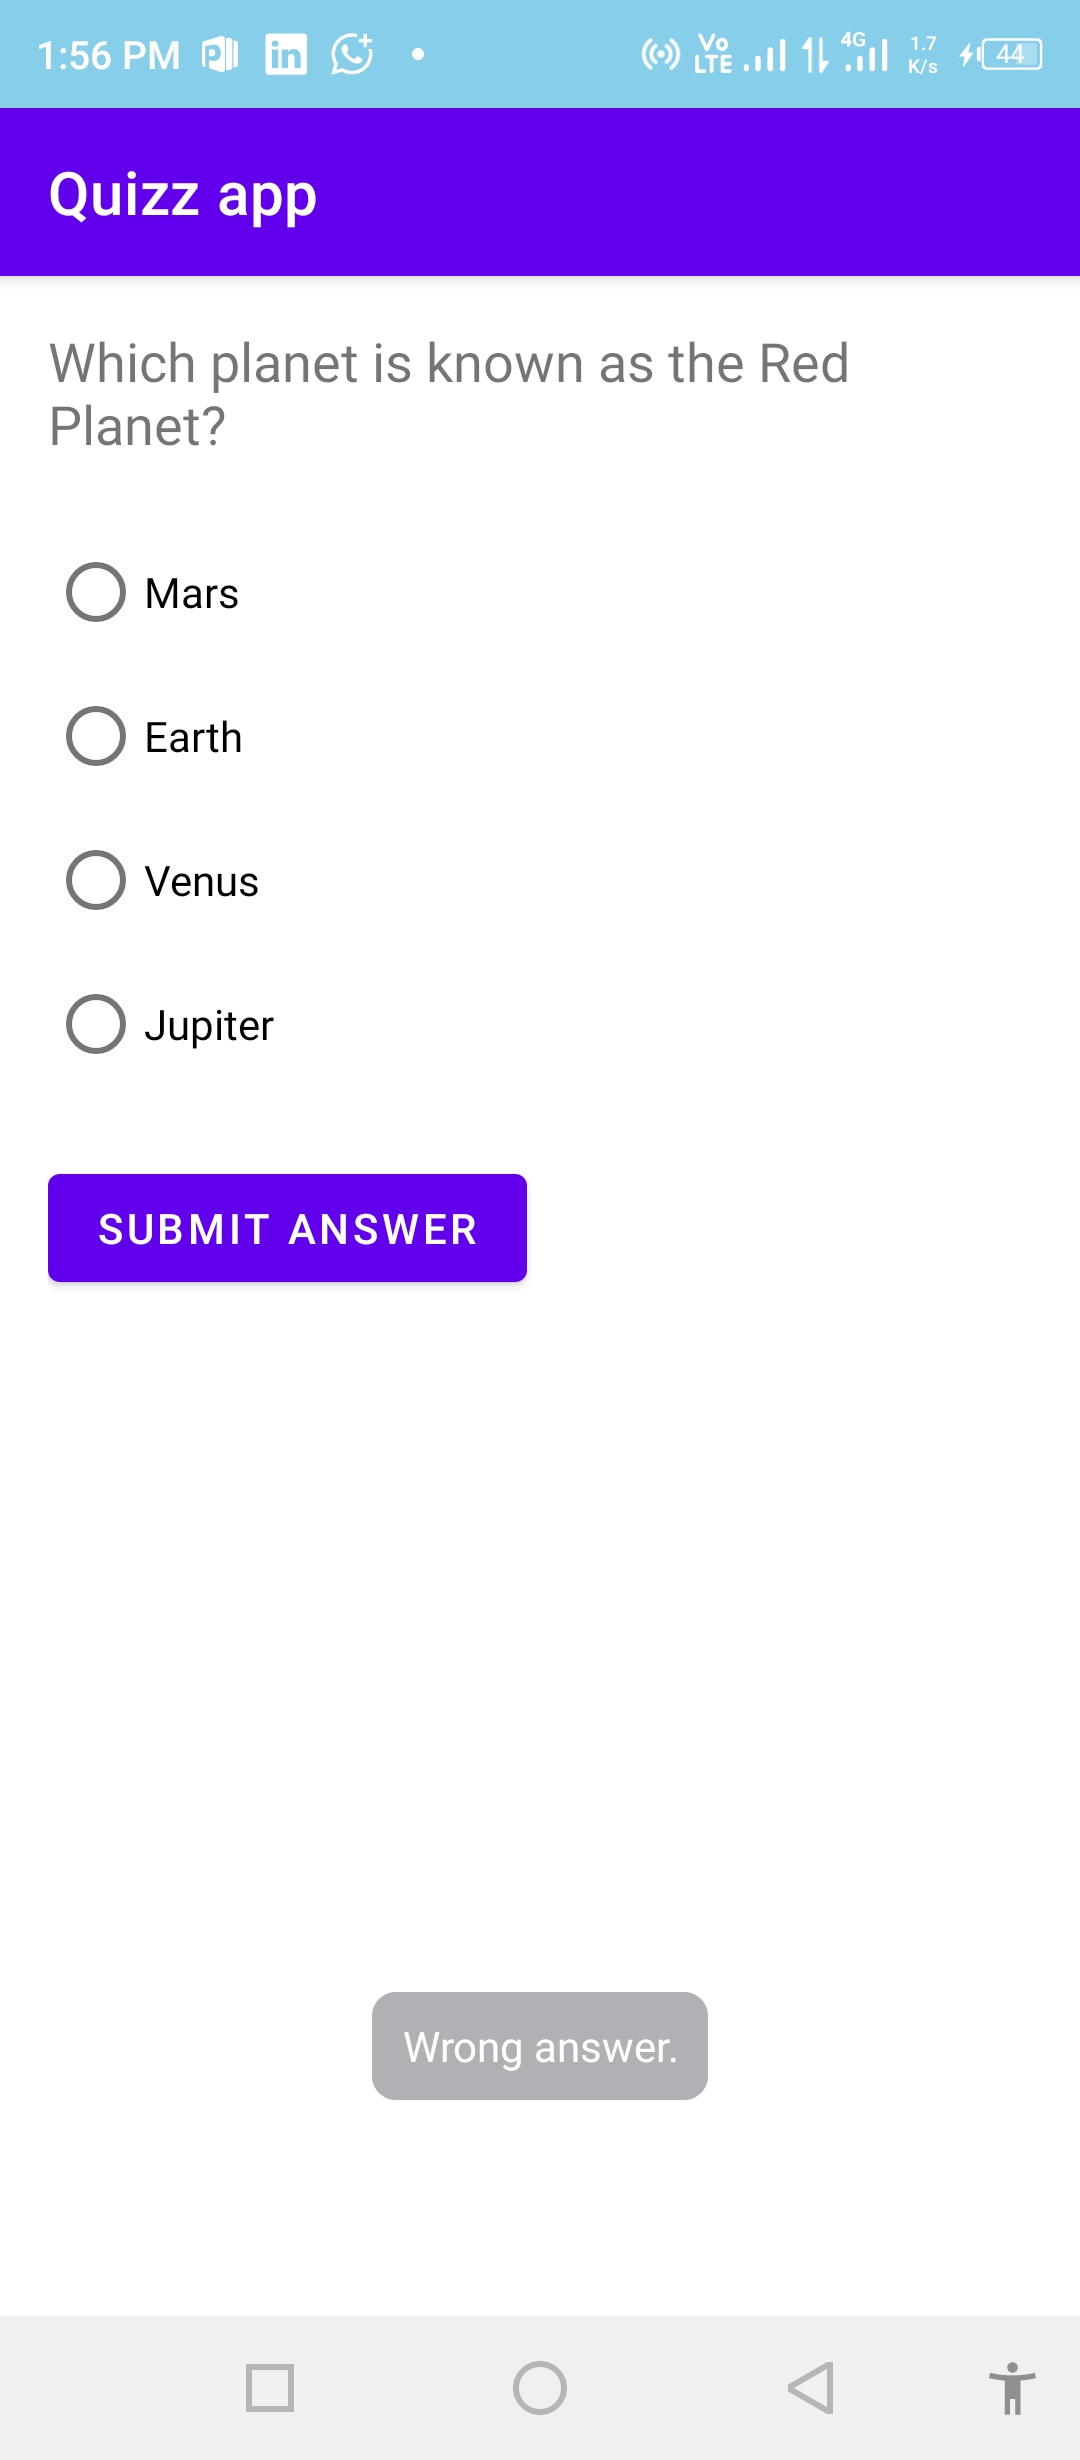 1:56 PM in Vo LTE 4G 1.7 K/s 44
Quizz app
Which planet is known as the Red
Planet?
Mars
Earth
Venus
Jupiter
SUBMIT ANSWER
Wrong answer.